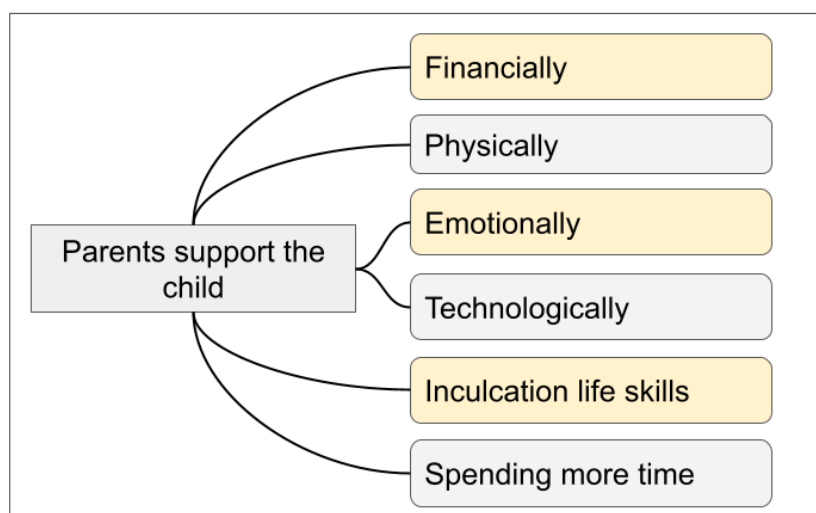 Financially
Physically
Parents support the
child
Emotionally
Technologically
Inculcation life skills
Spending more time